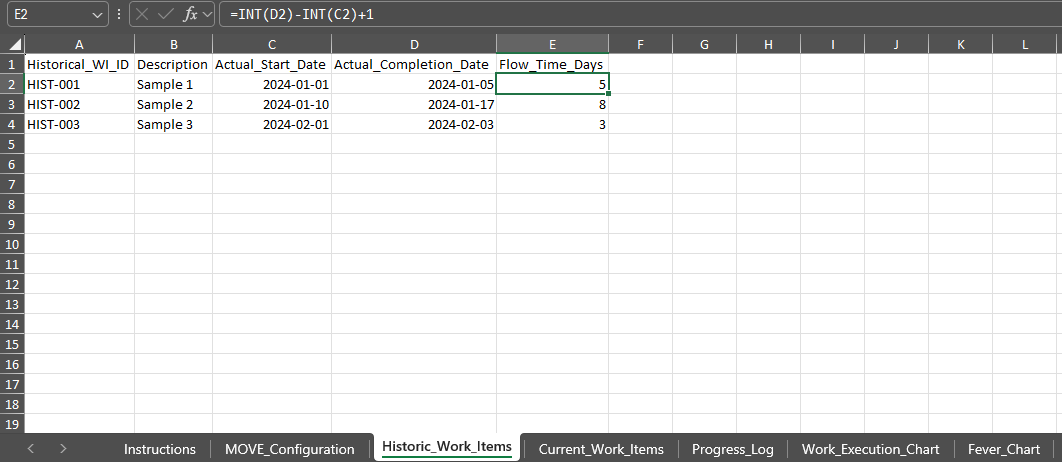 E2 fx =INT(D2)-INT(C2)+1
A B C D E F G H I J K L
1 Historical_WI_ID Description Actual_Start_Date Actual_Completion_Date Flow_Time_Days
2 HIST-001 Sample 1 2024-01-01 2024-01-05 5
3 HIST-002 Sample 2 2024-01-10 2024-01-17 8
4 HIST-003 Sample 3 2024-02-01 2024-02-03 3
5
6
7
8
9
10
11
12
13
14
15
16
17
18
19
Instructions MOVE_Configuration Historic_Work_Items Current_Work_Items Progress_Log Work_Execution_Chart Fever_Chart